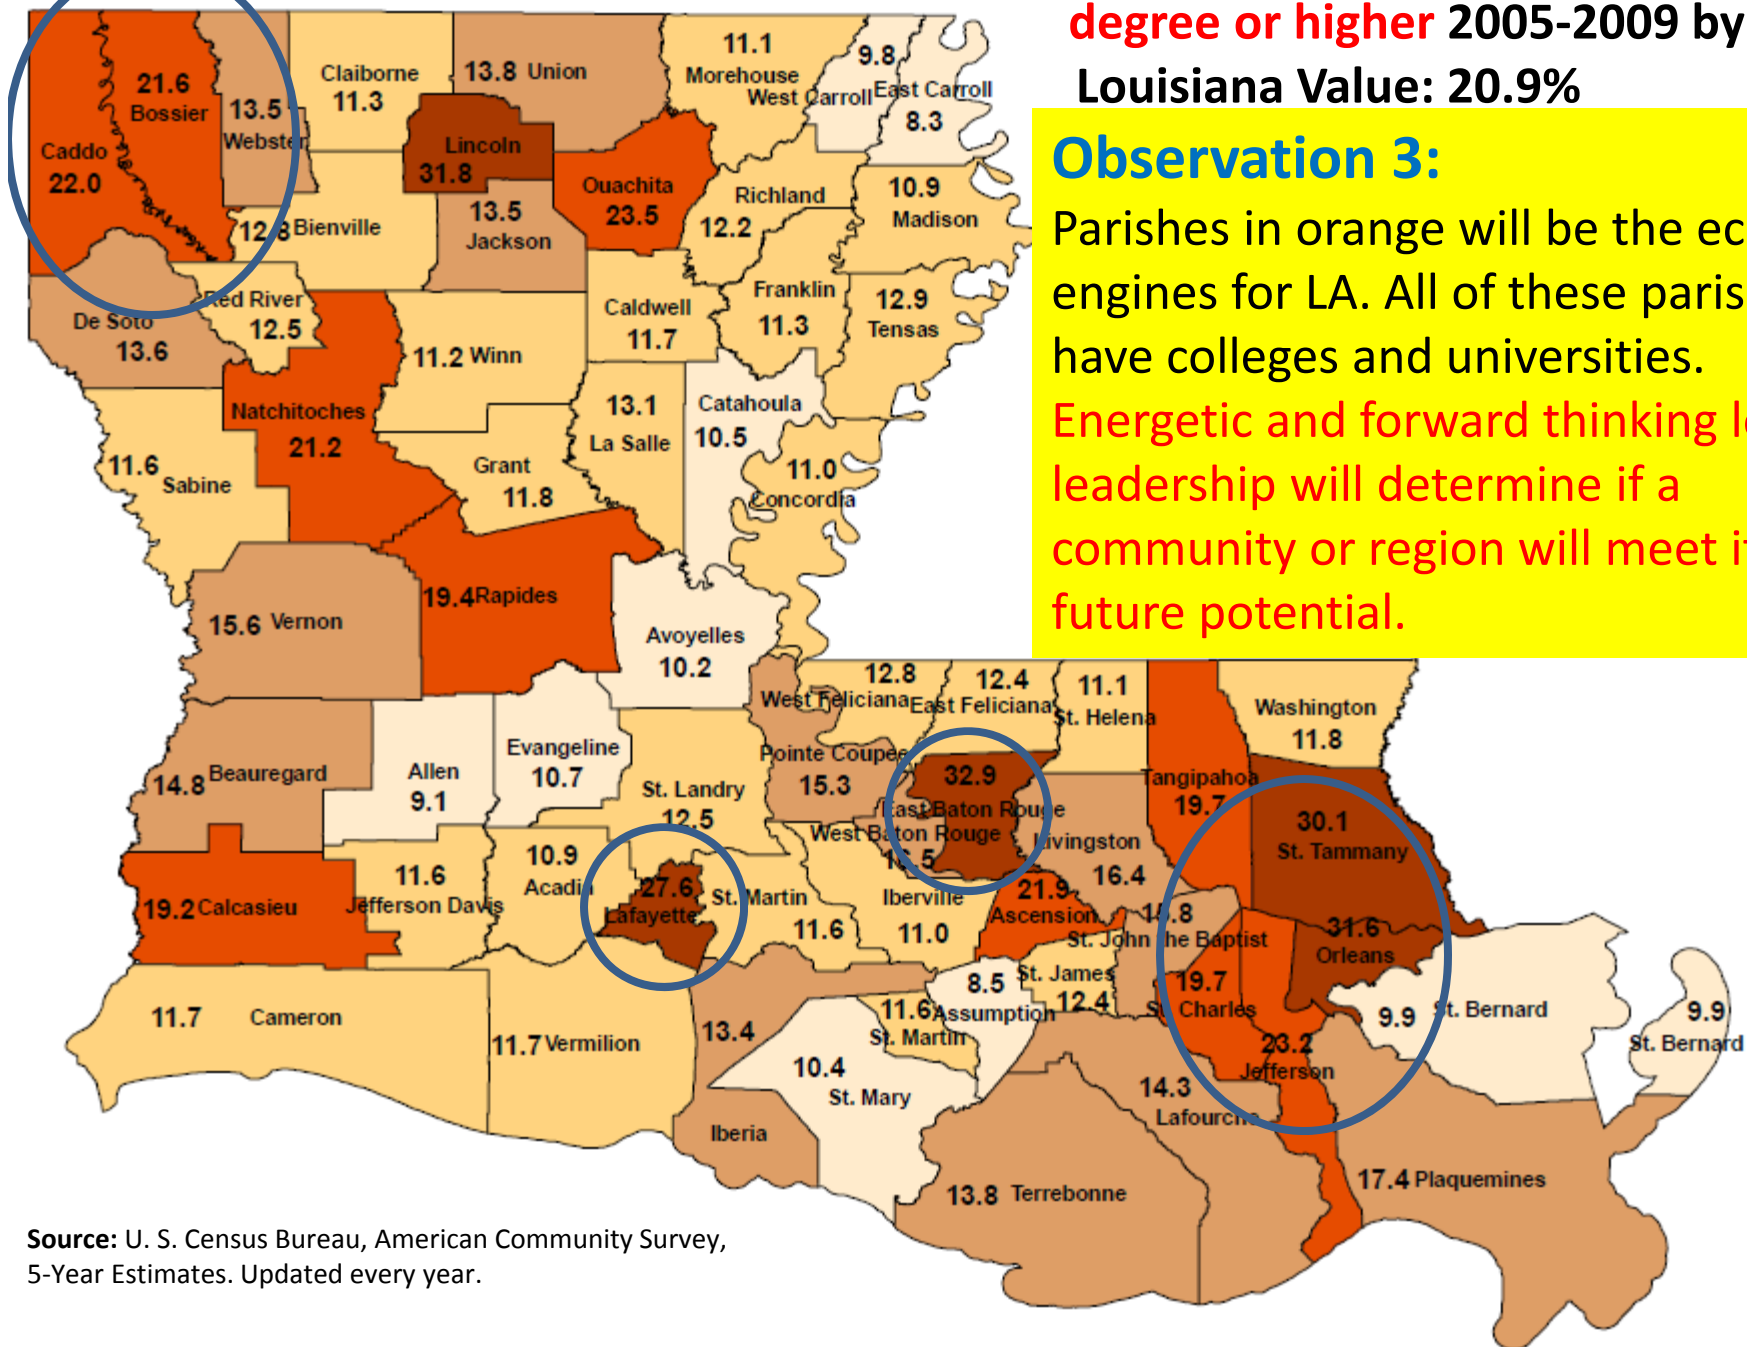 degree or higher 2005-2009 by
Louisiana Value: 20.9%
Observation 3:
Parishes in orange will be the ec
engines for LA. All of these paris
have colleges and universities.
Energetic and forward thinking l
leadership will determine if a
community or region will meet i
future potential.
21.6
Bossier
Caddo
22.0
13.5
Webster
Claiborne
11.3
13.8 Union
Lincoln
31.8
11.1
Morehouse
9.8
West Carroll
East Carroll
8.3
Ouachita
23.5
Richland
12.2
10.9
Madison
12.8 Bienville
13.5
Jackson
De Soto
13.6
Red River
12.5
11.2 Winn
Caldwell
11.7
Franklin
11.3
12.9
Tensas
Natchitoches
21.2
11.6
Sabine
Grant
11.8
13.1
La Salle
Catahoula
10.5
11.0
Concordia
15.6 Vernon
19.4 Rapides
Avoyelles
10.2
14.8 Beauregard
Allen
9.1
Evangeline
10.7
St. Landry
12.5
12.8
West Feliciana
12.4
East Feliciana
11.1
St. Helena
Pointe Coupee
15.3
32.9
East Baton Rouge
West Baton Rouge
Tangipahoa
19.7
Washington
11.8
30.1
St. Tammany
Livingston
16.4
19.2 Calcasieu
11.6
Jefferson Davis
10.9
Acadia
27.6
Lafayette
St. Martin
11.6
Iberville
11.0
21.9
Ascension
15.8
St. John the Baptist
31.6
Orleans
8.5
Assumption
St. James
12.4
19.7
St. Charles
23.2
Jefferson
9.9 St. Bernard
9.9
St. Bernard
11.7 Cameron
11.7 Vermilion
13.4
Iberia
10.4
St. Mary
11.6
St. Martin
14.3
Lafourche
13.8 Terrebonne
17.4 Plaquemines
Source: U. S. Census Bureau, American Community Survey,
5-Year Estimates. Updated every year.